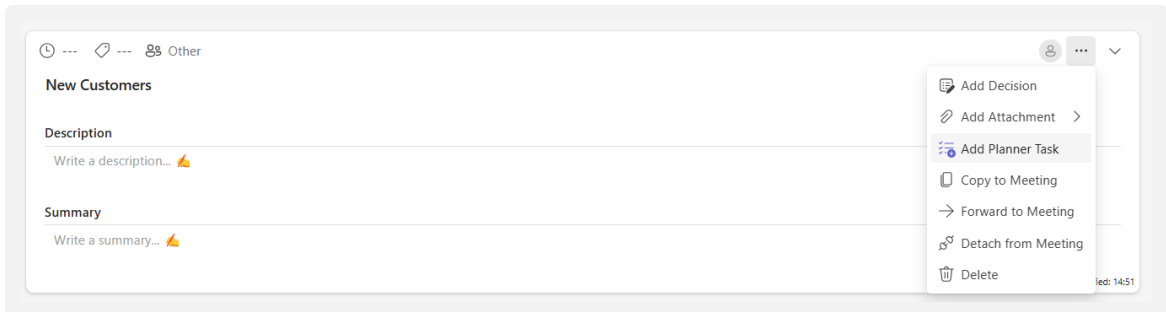 --- --- Other
New Customers
Description
Write a description... ✍
Summary
Write a summary... ✍
Add Decision
Add Attachment
Add Planner Task
Copy to Meeting
Forward to Meeting
Detach from Meeting
Delete
14:51